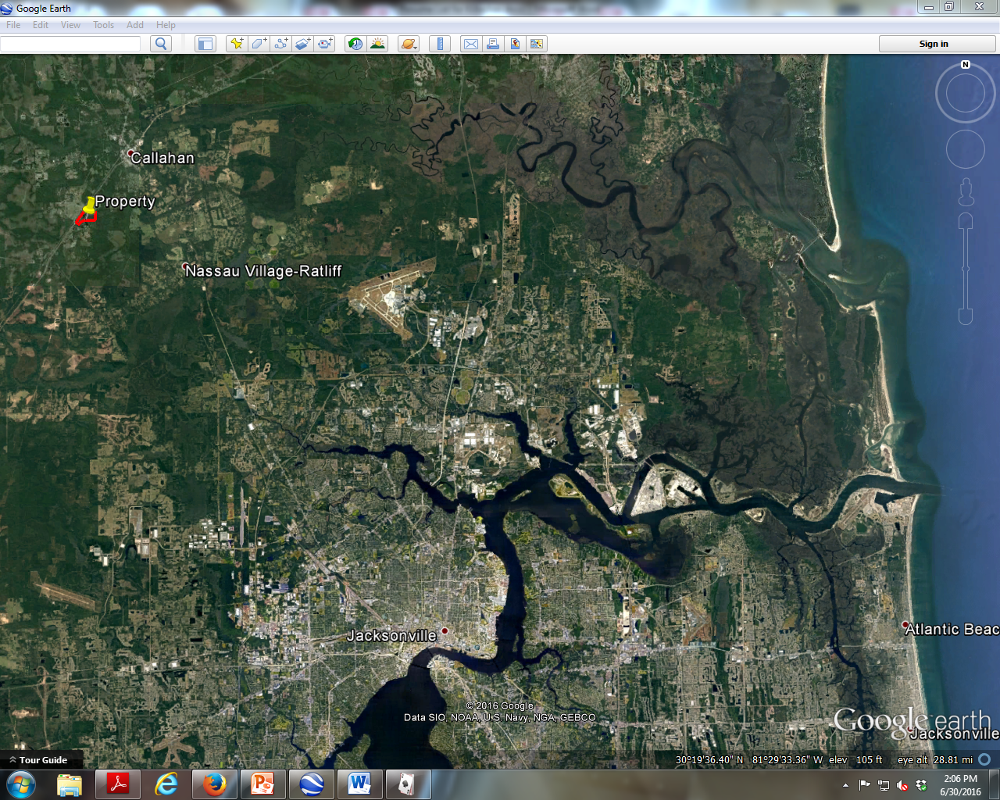 Google Earth
File Edit View Tools Add Help
Sign in
N
Callahan
Property
Nassau Village-Ratliff
Jacksonville
Atlantic Beac
© 2016 Google
Data SIO, NOAA, U.S. Navy, NGA, GEBCO
Google earth
Jacksonville
Tour Guide
30°19'36.40" N 81°29'33.36" W elev 105 ft eye alt 28.81 mi
2:06 PM
6/30/2016